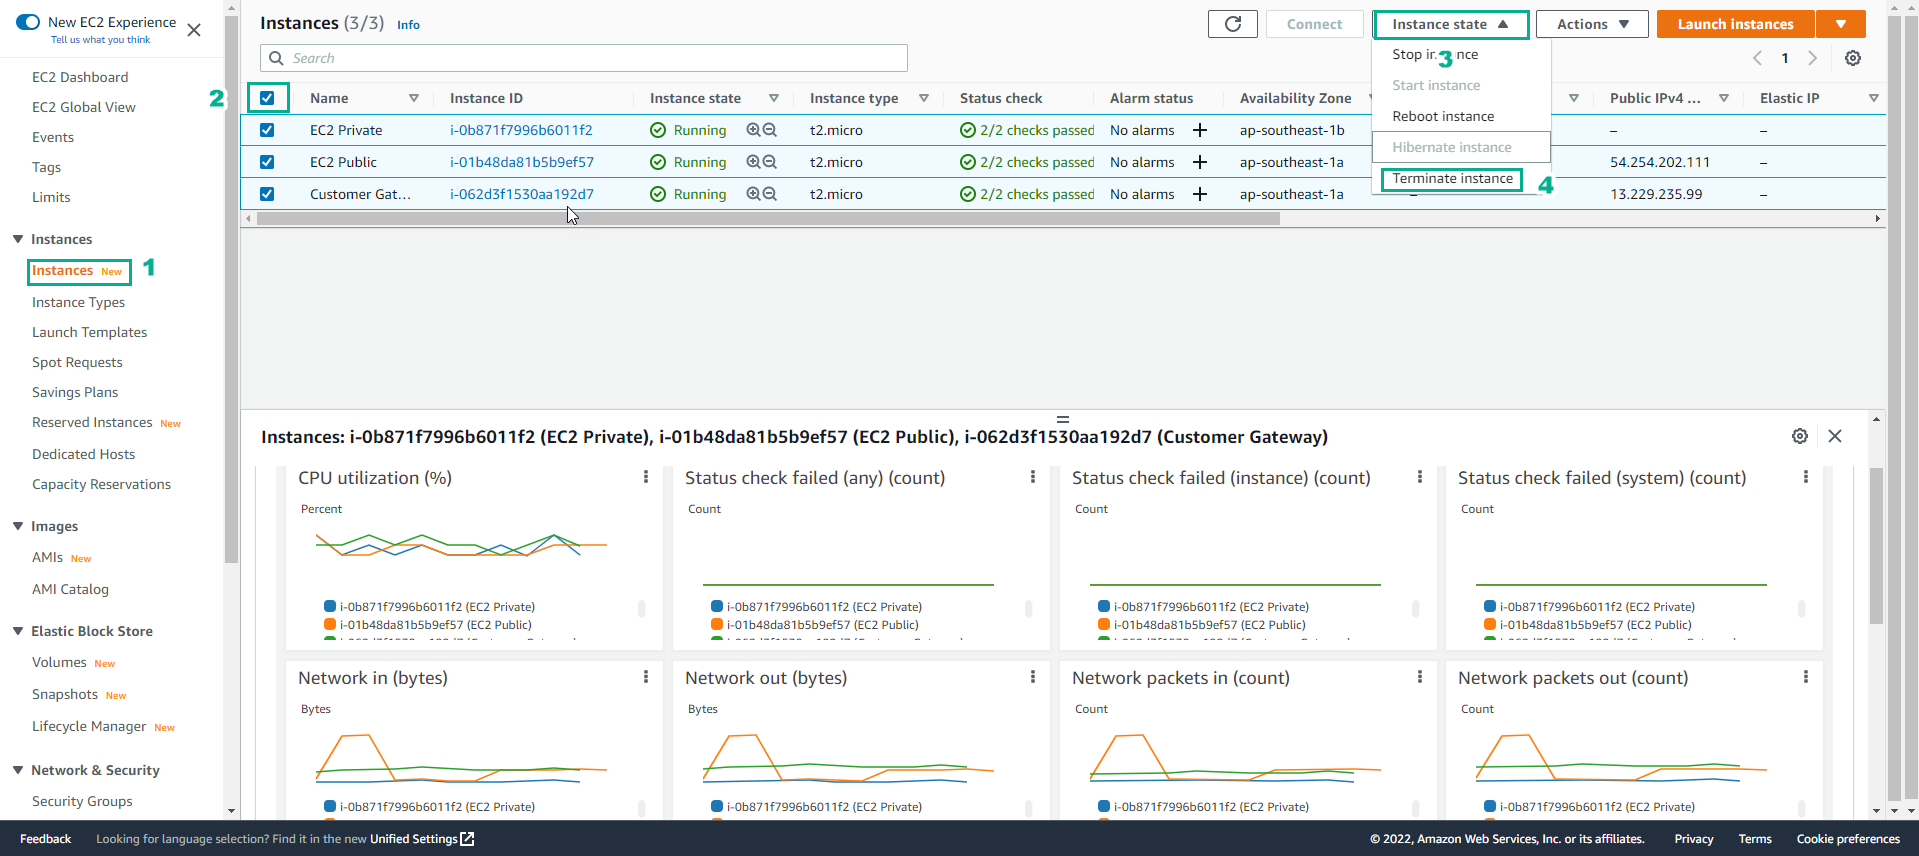 New EC2 Experience
Tell us what you think
EC2 Dashboard
EC2 Global View
Events
Tags
Limits
Instances
Instances New
1
Instance Types
Launch Templates
Spot Requests
Savings Plans
Reserved Instances New
Dedicated Hosts
Capacity Reservations
Images
AMIs New
AMI Catalog
Elastic Block Store
Volumes New
Snapshots New
Lifecycle Manager New
Network & Security
Security Groups
Instances (3/3) Info
Connect
Instance state
Actions
Launch instances
Search
1
Stop in nce
3
Start instance
Reboot instance
Hibernate instance
Terminate instance
4
2
Name Instance ID Instance state Instance type Status check Alarm status Availability Zone Public IPv4 ... Elastic IP
EC2 Private i-0b871f7996b6011f2 Running t2.micro 2/2 checks passed No alarms + ap-southeast-1b – –
EC2 Public i-01b48da81b5b9ef57 Running t2.micro 2/2 checks passed No alarms + ap-southeast-1a 54.254.202.111 –
Customer Gat... i-062d3f1530aa192d7 Running t2.micro 2/2 checks passed No alarms + ap-southeast-1a – 13.229.235.99 –
Instances: i-0b871f7996b6011f2 (EC2 Private), i-01b48da81b5b9ef57 (EC2 Public), i-062d3f1530aa192d7 (Customer Gateway)
CPU utilization (%)
Percent
i-0b871f7996b6011f2 (EC2 Private)
i-01b48da81b5b9ef57 (EC2 Public)
Status check failed (any) (count)
Count
i-0b871f7996b6011f2 (EC2 Private)
i-01b48da81b5b9ef57 (EC2 Public)
Status check failed (instance) (count)
Count
i-0b871f7996b6011f2 (EC2 Private)
i-01b48da81b5b9ef57 (EC2 Public)
Status check failed (system) (count)
Count
i-0b871f7996b6011f2 (EC2 Private)
i-01b48da81b5b9ef57 (EC2 Public)
Network in (bytes)
Bytes
i-0b871f7996b6011f2 (EC2 Private)
Network out (bytes)
Bytes
i-0b871f7996b6011f2 (EC2 Private)
Network packets in (count)
Count
i-0b871f7996b6011f2 (EC2 Private)
Network packets out (count)
Count
i-0b871f7996b6011f2 (EC2 Private)
Feedback
Looking for language selection? Find it in the new Unified Settings
© 2022, Amazon Web Services, Inc. or its affiliates.
Privacy
Terms
Cookie preferences